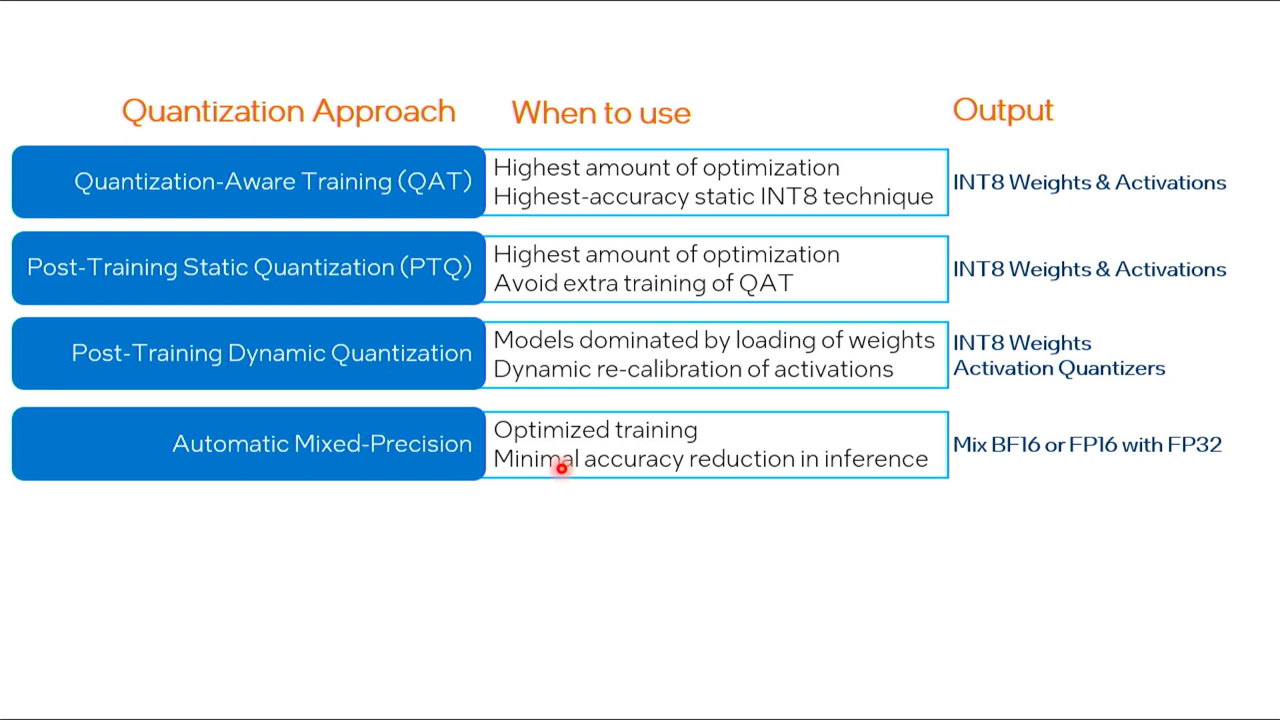 Quantization Approach
When to use
Output
Quantization-Aware Training (QAT)
Highest amount of optimization
Highest-accuracy static INT8 technique
INT8 Weights & Activations
Post-Training Static Quantization (PTQ)
Highest amount of optimization
Avoid extra training of QAT
INT8 Weights & Activations
Post-Training Dynamic Quantization
Models dominated by loading of weights
Dynamic re-calibration of activations
INT8 Weights
Activation Quantizers
Automatic Mixed-Precision
Optimized training
Minimal accuracy reduction in inference
Mix BF16 or FP16 with FP32